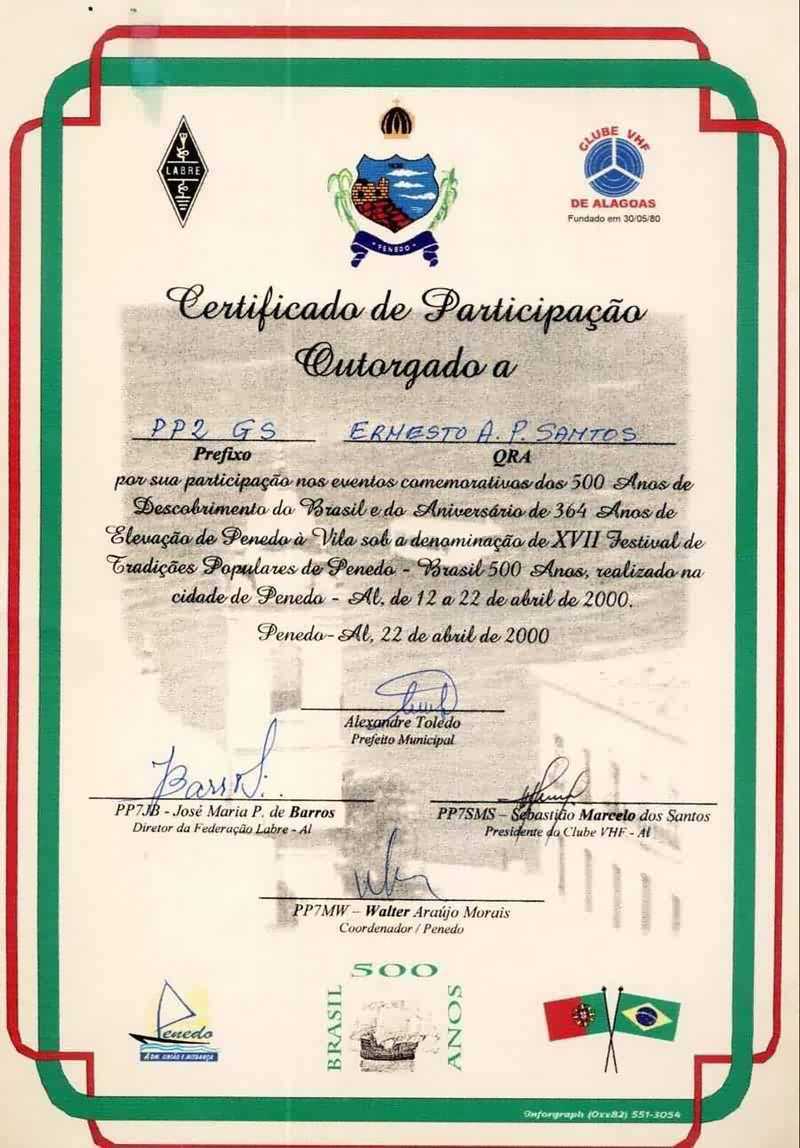 LABRE
PENEDO
CLUBE VHF
DE ALAGOAS
Fundado em 30/05/80
Certificado de Participação
Outorgado a
PP2 GS ERNESTO A. P. SANTOS
Prefixo QRA
por sua participação nos eventos comemorativos dos 500 Anos de
Descobrimento do Brasil e do Aniversário de 364 Anos de
Elevação de Penedo à Vila sob a denominação de XVII Festival de
Tradições Populares de Penedo - Brasil 500 Anos, realizado na
cidade de Penedo - Al, de 12 a 22 de abril de 2000.
Penedo-Al, 22 de abril de 2000
Alexandre Toledo
Prefeito Municipal
PP7JB - José Maria P. de Barros
Diretor da Federação Labre - Al
PP7SMS – Sebastião Marcelo dos Santos
Presidente do Clube VHF - Al
PP7MW – Walter Araújo Morais
Coordenador / Penedo
Penedo
ADM. UNIÃO E MUDANÇA
BRASIL 500 ANOS
Inforgraph (0xx82) 551-3054